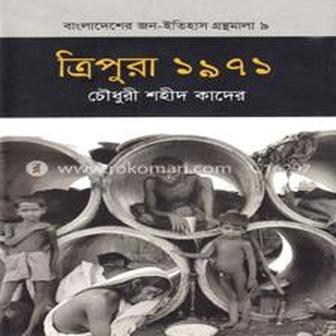 বাংলাদেশের জন-ইতিহাস গ্রন্থমালা ৯
ত্রিপুরা ১৯৭১
চৌধুরী শহীদ কাদের
www.rokomari.com